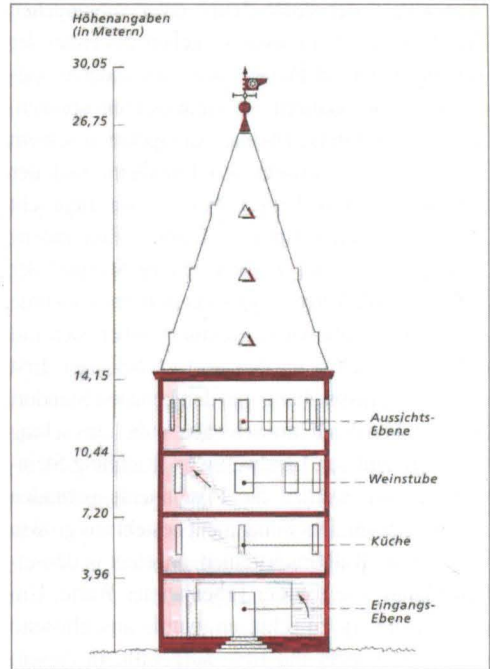 Höhenangaben
(in Metern)
30,05
26,75
14,15
10,44
7,20
3,96
Aussichts-
Ebene
Weinstube
Küche
Eingangs-
Ebene